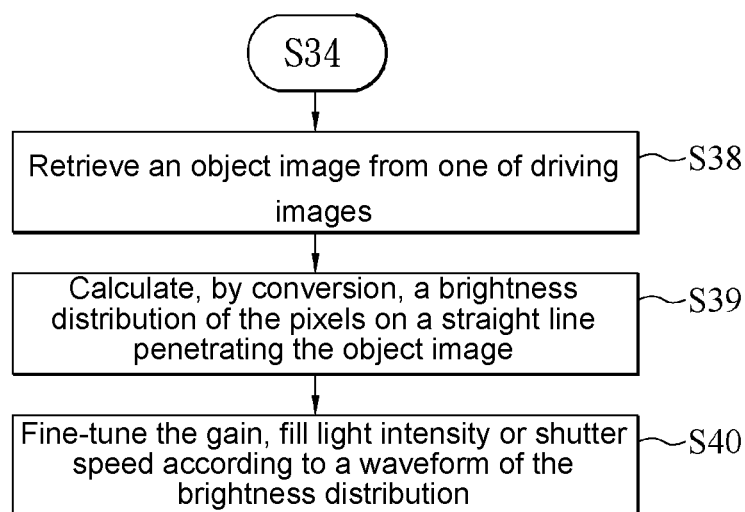 S34
Retrieve an object image from one of driving
images
S38
Calculate, by conversion, a brightness
distribution of the pixels on a straight line
penetrating the object image
S39
Fine-tune the gain, fill light intensity or shutter
speed according to a waveform of the
brightness distribution
S40